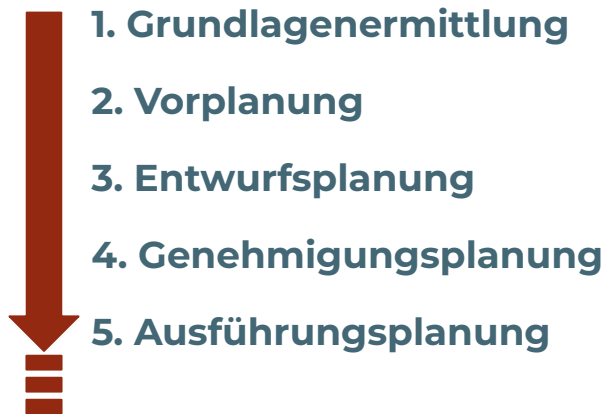 1. Grundlagenermittlung
2. Vorplanung
3. Entwurfsplanung
4. Genehmigungsplanung
5. Ausführungsplanung